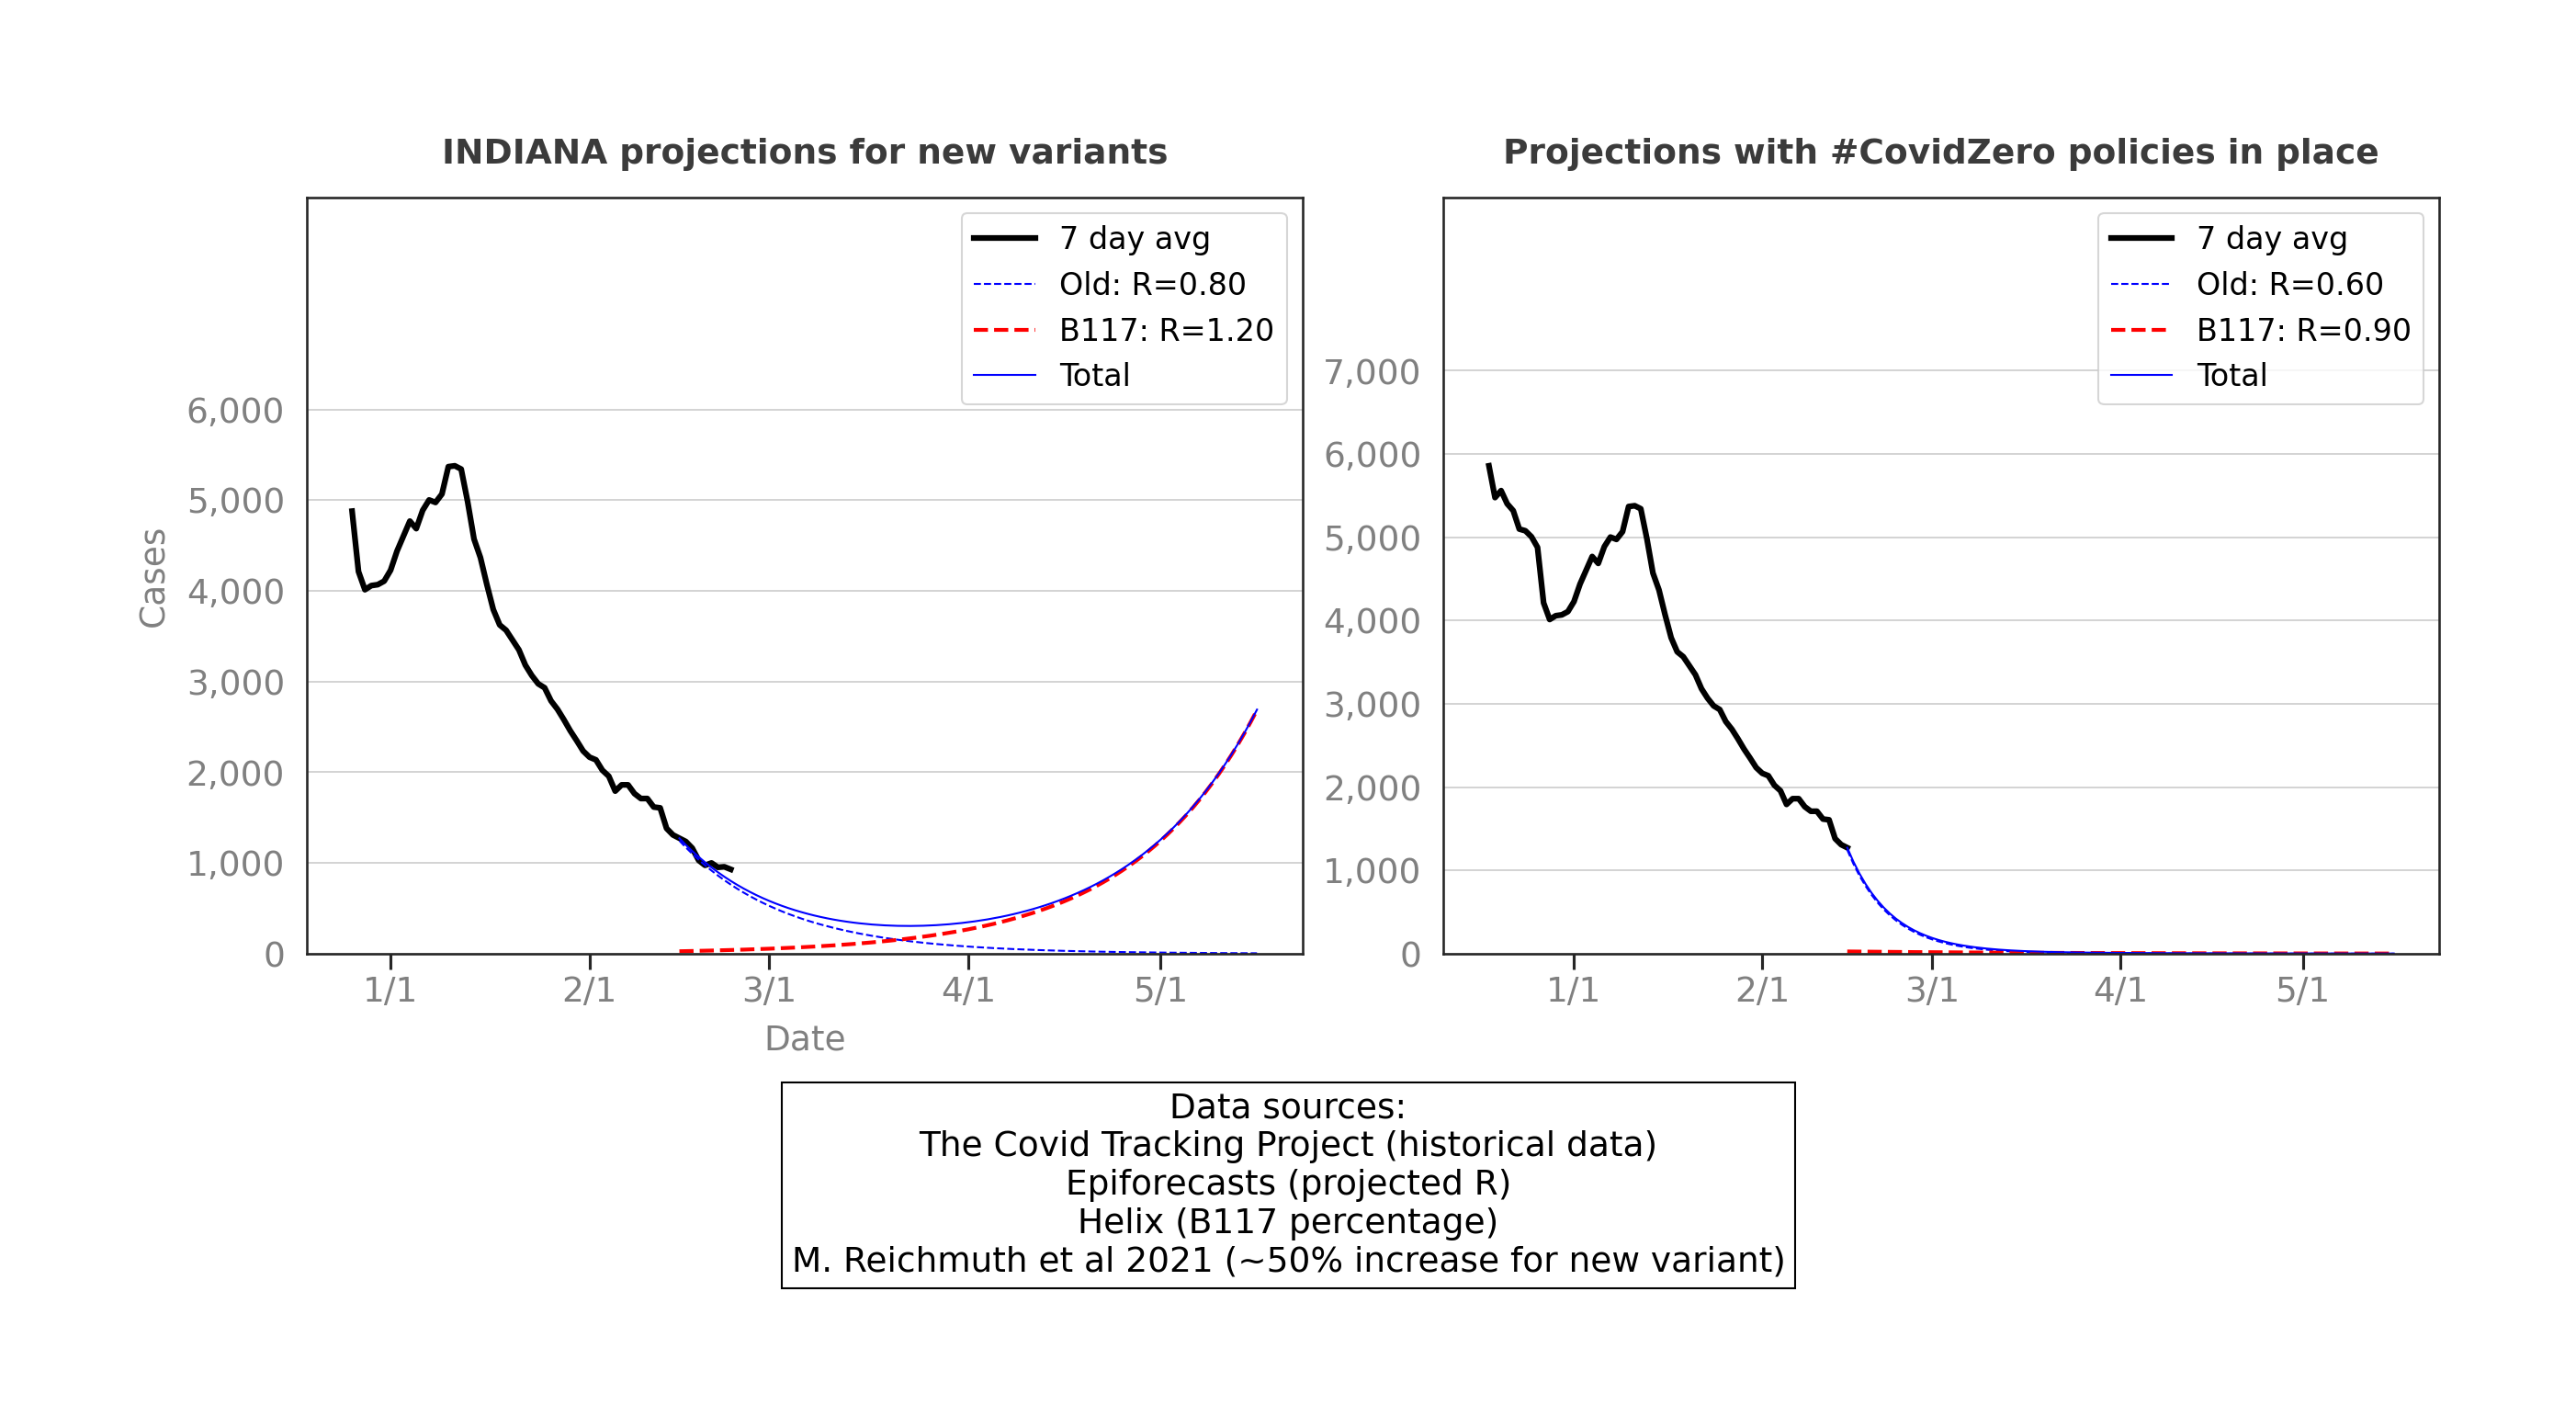 INDIANA projections for new variants
7 day avg
Old: R=0.80
B117: R=1.20
Total
6,000
5,000
4,000
3,000
2,000
1,000
0
Cases
1/1
2/1
3/1
4/1
5/1
Date
Projections with #CovidZero policies in place
7 day avg
Old: R=0.60
B117: R=0.90
Total
7,000
6,000
5,000
4,000
3,000
2,000
1,000
0
1/1
2/1
3/1
4/1
5/1
Data sources:
The Covid Tracking Project (historical data)
Epiforecasts (projected R)
Helix (B117 percentage)
M. Reichmuth et al 2021 (~50% increase for new variant)